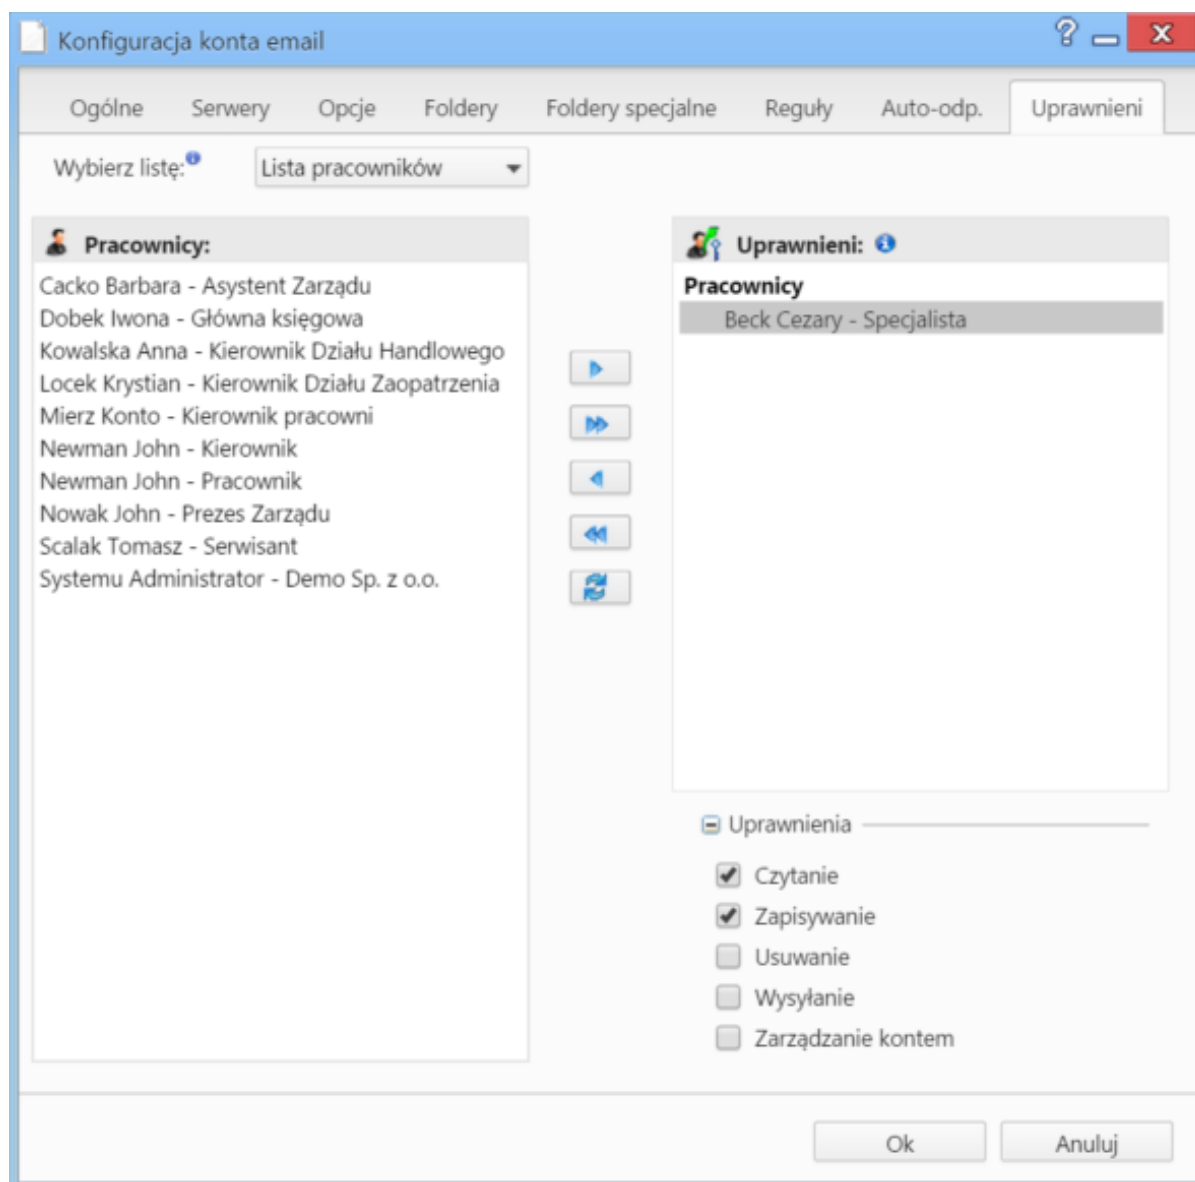 Konfiguracja konta email
Ogólne Serwery Opcje Foldery Foldery specjalne Reguły Auto-odp. Uprawnieni
Wybierz listę: Lista pracowników
Pracownicy:
Cacko Barbara - Asystent Zarządu
Dobek Iwona - Główna księgowa
Kowalska Anna - Kierownik Działu Handlowego
Locek Krystian - Kierownik Działu Zaopatrzenia
Mierz Konto - Kierownik pracowni
Newman John - Kierownik
Newman John - Pracownik
Nowak John - Prezes Zarządu
Scalak Tomasz - Serwisant
Systemu Administrator - Demo Sp. z o.o.
Uprawnieni:
Pracownicy
Beck Cezary - Specjalista
Uprawnienia
Czytanie
Zapisywanie
Usuwanie
Wysyłanie
Zarządzanie kontem
Ok Anuluj